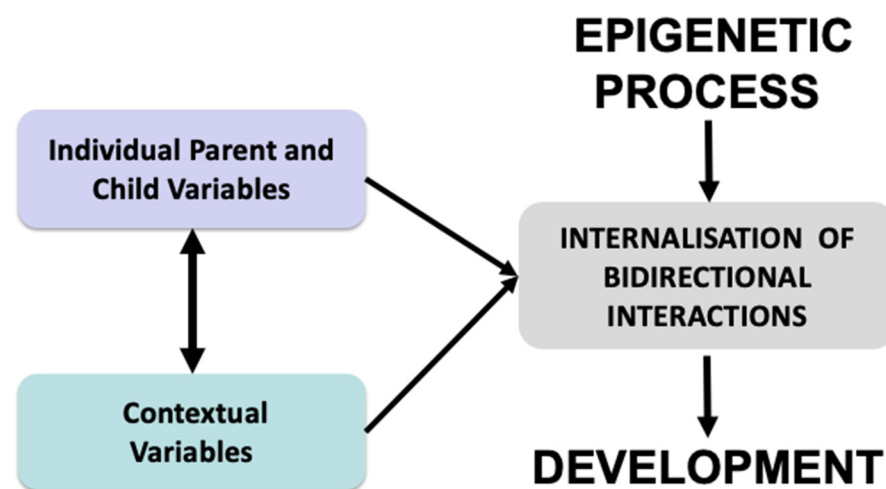 EPIGENETIC
PROCESS
Individual Parent and
Child Variables
INTERNALISATION OF
BIDIRECTIONAL
INTERACTIONS
Contextual
Variables
DEVELOPMENT